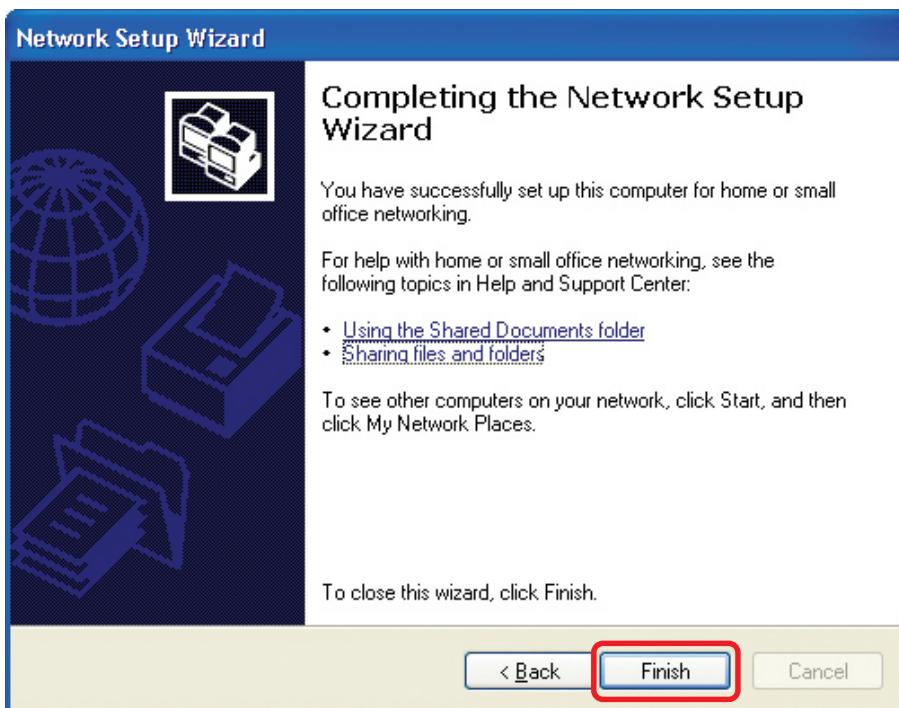 Network Setup Wizard
Completing the Network Setup
Wizard
You have successfully set up this computer for home or small
office networking.
For help with home or small office networking, see the
following topics in Help and Support Center:
• Using the Shared Documents folder
• Sharing files and folders
To see other computers on your network, click Start, and then
click My Network Places.
To close this wizard, click Finish.
< Back
Finish
Cancel